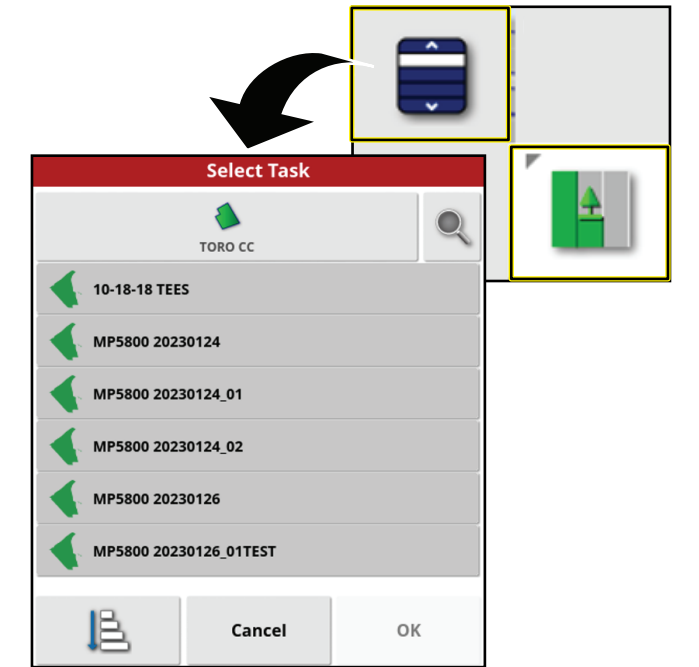 Select Task
TORO CC
10-18-18 TEES
MP5800 20230124
MP5800 20230124_01
MP5800 20230124_02
MP5800 20230126
MP5800 20230126_01TEST
Cancel
OK